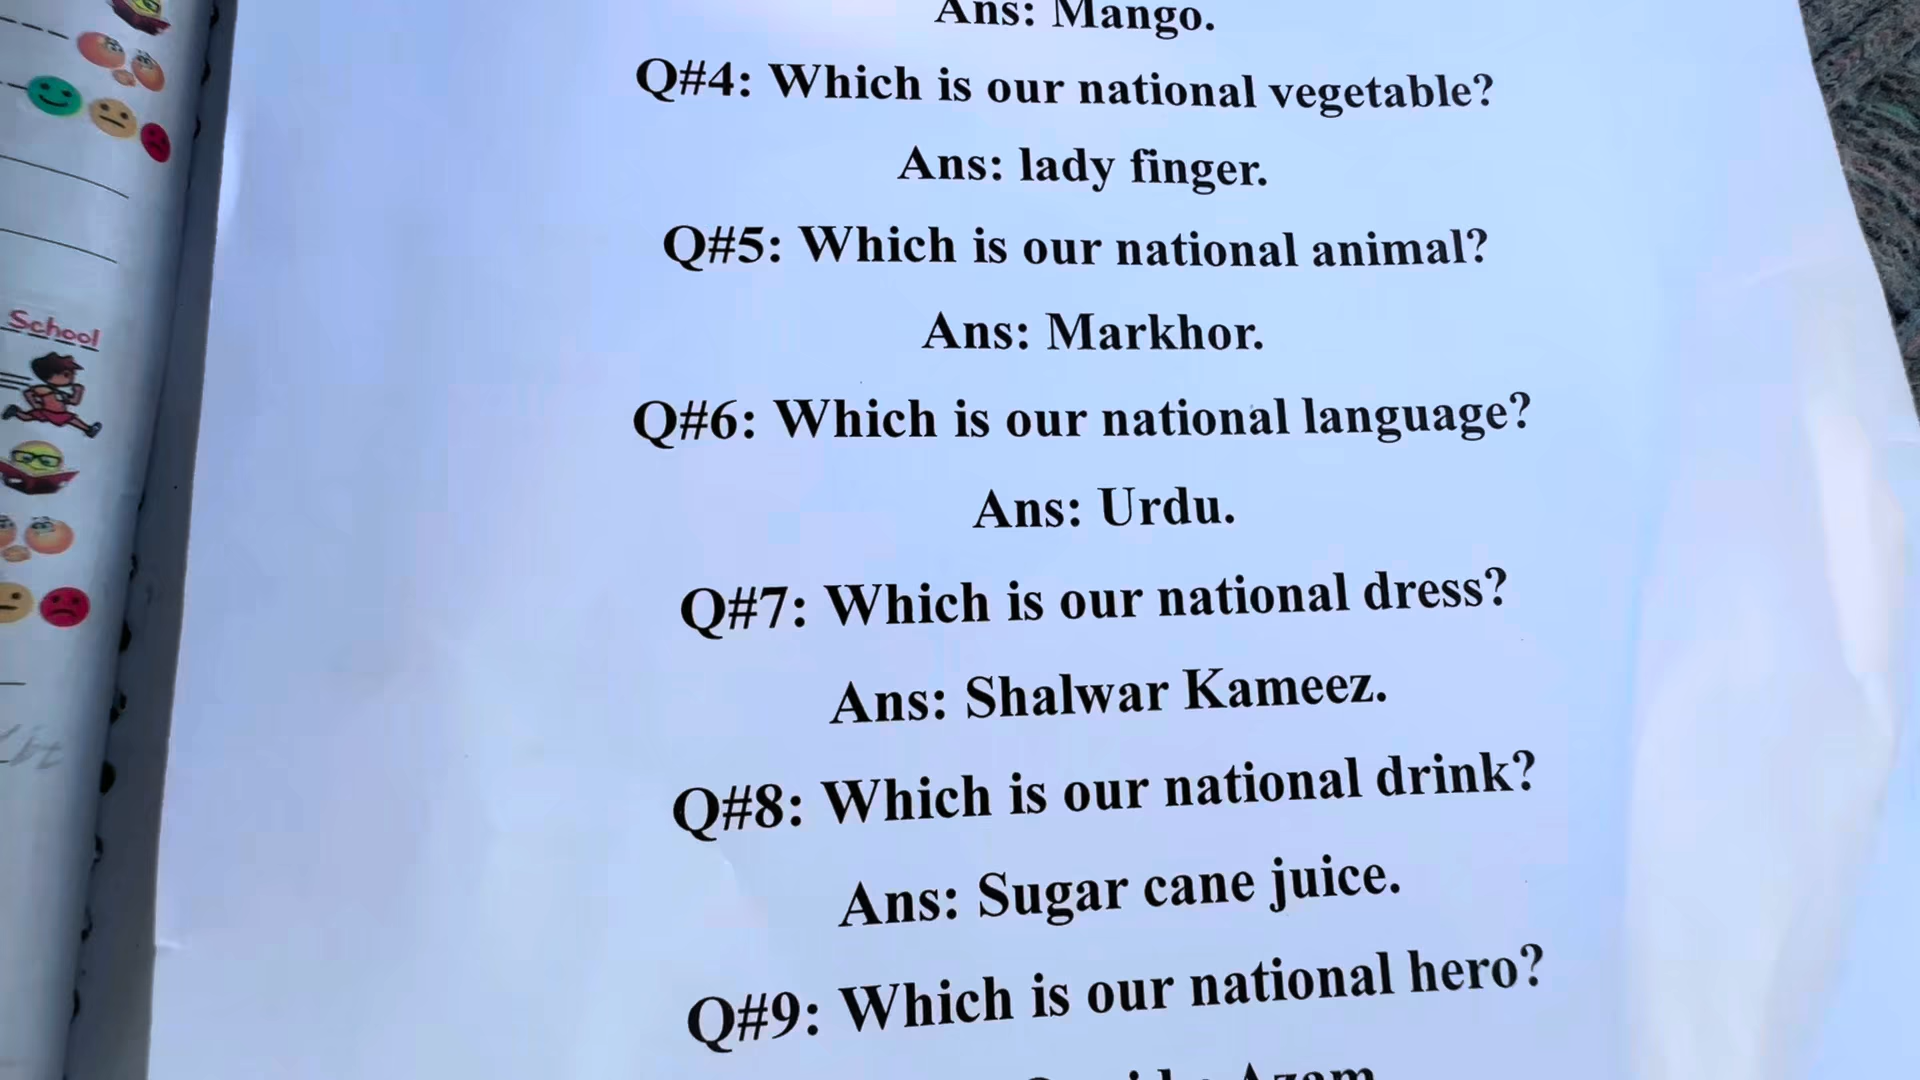 Ans: Mango.
Q#4: Which is our national vegetable?
Ans: lady finger.
Q#5: Which is our national animal?
Ans: Markhor.
Q#6: Which is our national language?
Ans: Urdu.
Q#7: Which is our national dress?
Ans: Shalwar Kameez.
Q#8: Which is our national drink?
Ans: Sugar cane juice.
Q#9: Which is our national hero?
Azam
School